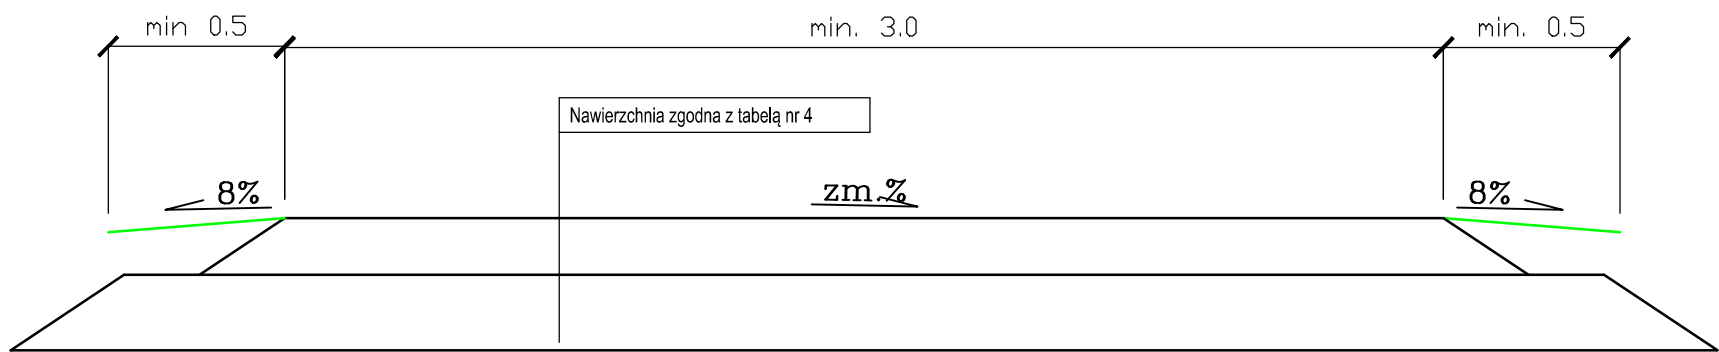 min 0.5
min. 3.0
min. 0.5
Nawierzchnia zgodna z tabelą nr 4
8%
zm.%
8%